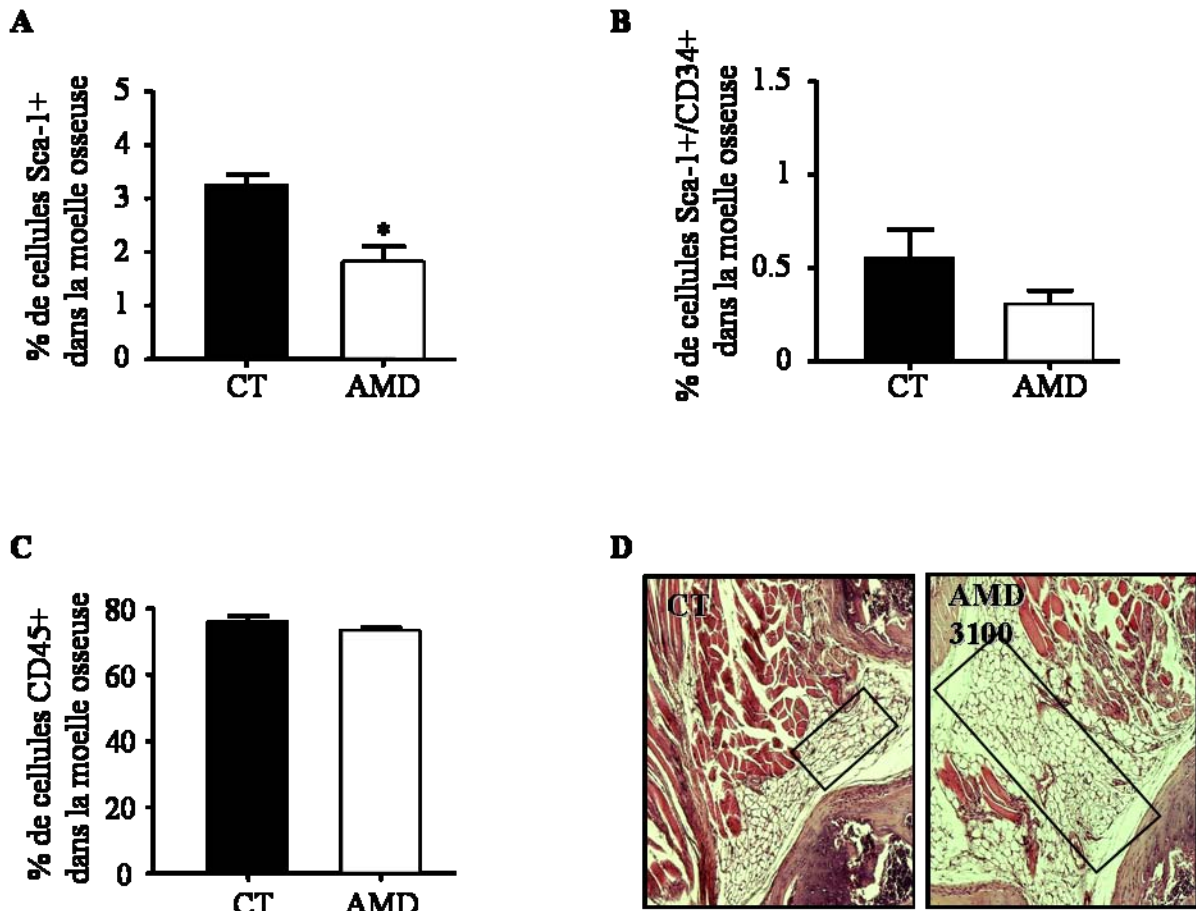 A
% de cellules Sca-1+
dans la moelle osseuse
5
4
3
2
1
0
*
CT
AMD
B
% de cellules Sca-1+/CD34+
dans la moelle osseuse
1.5
1
0.5
0
CT
AMD
C
% de cellules CD45+
dans la moelle osseuse
80
60
40
20
0
CT
AMD
D
CT
AMD
3100